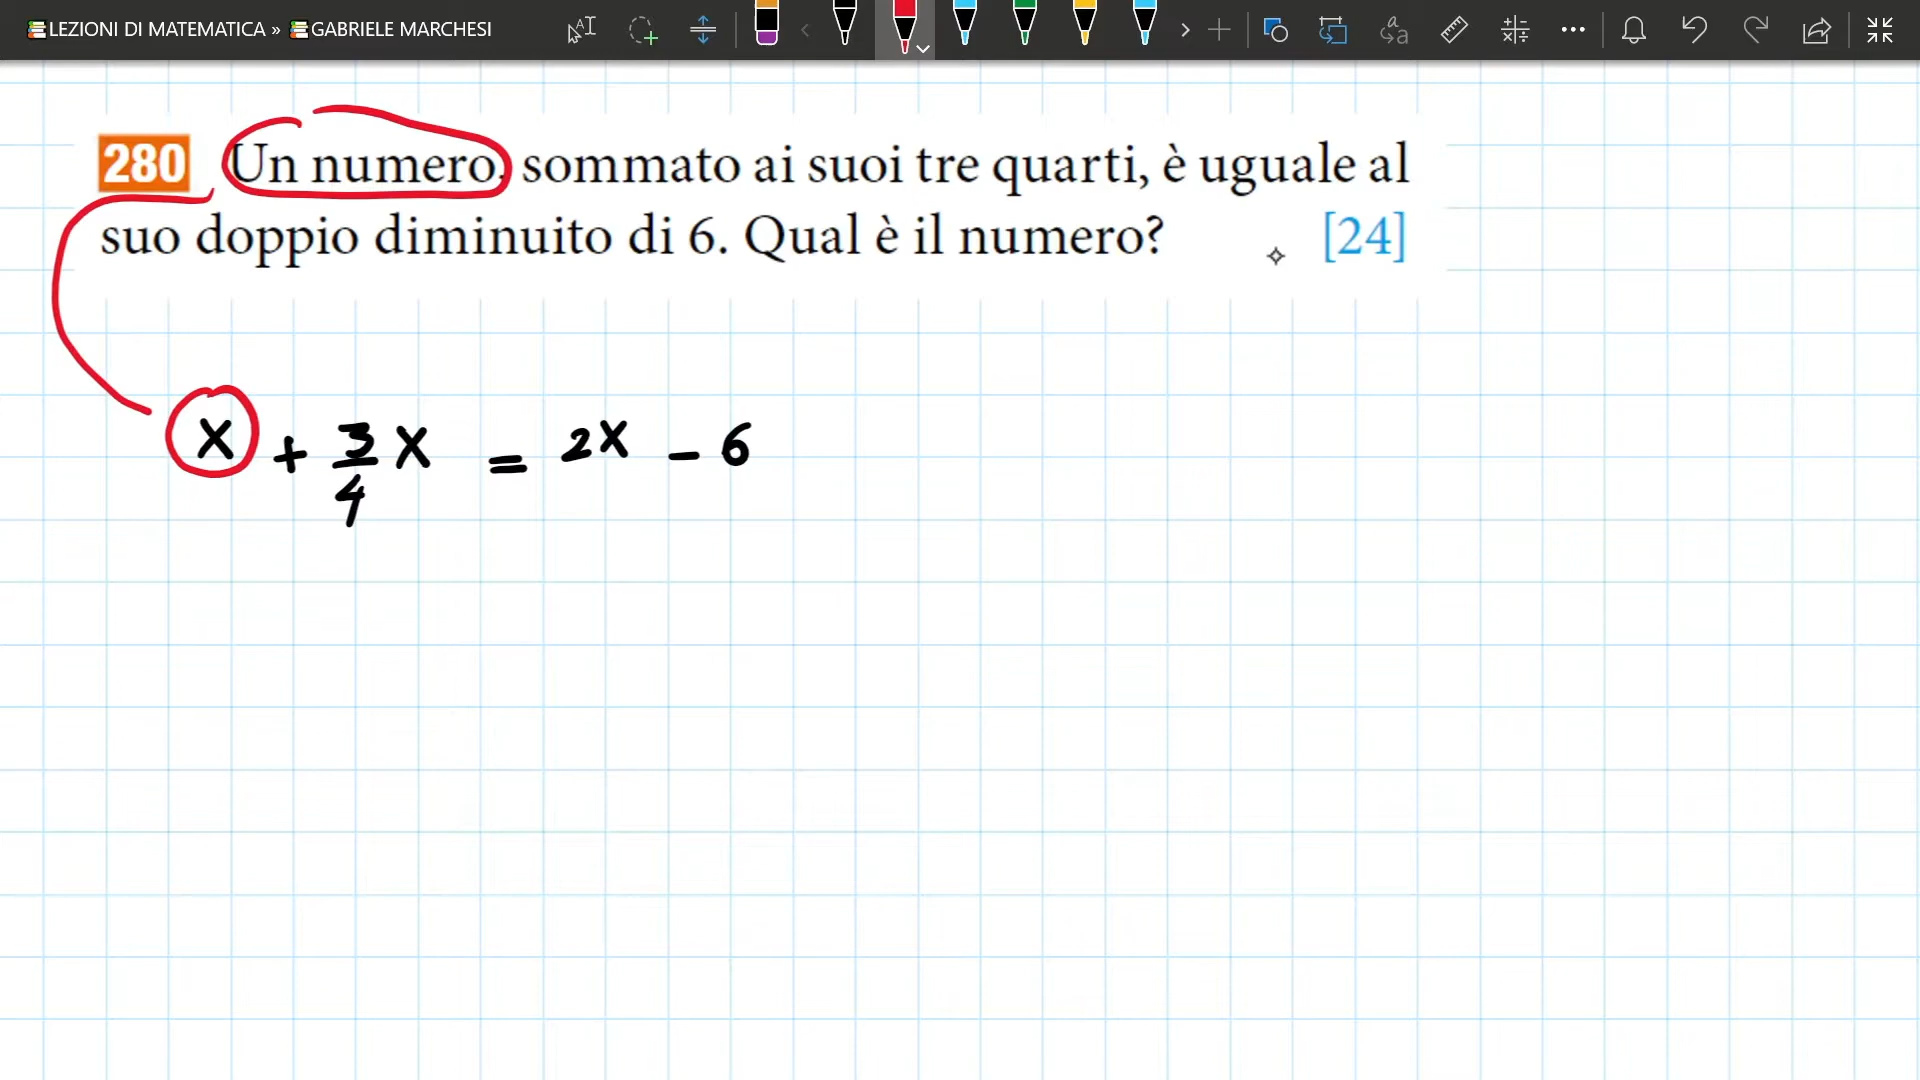 LEZIONI DI MATEMATICA » GABRIELE MARCHESI
280 Un numero, sommato ai suoi tre quarti, è uguale al
suo doppio diminuito di 6. Qual è il numero? [24]
x + 3/4 x = 2x - 6